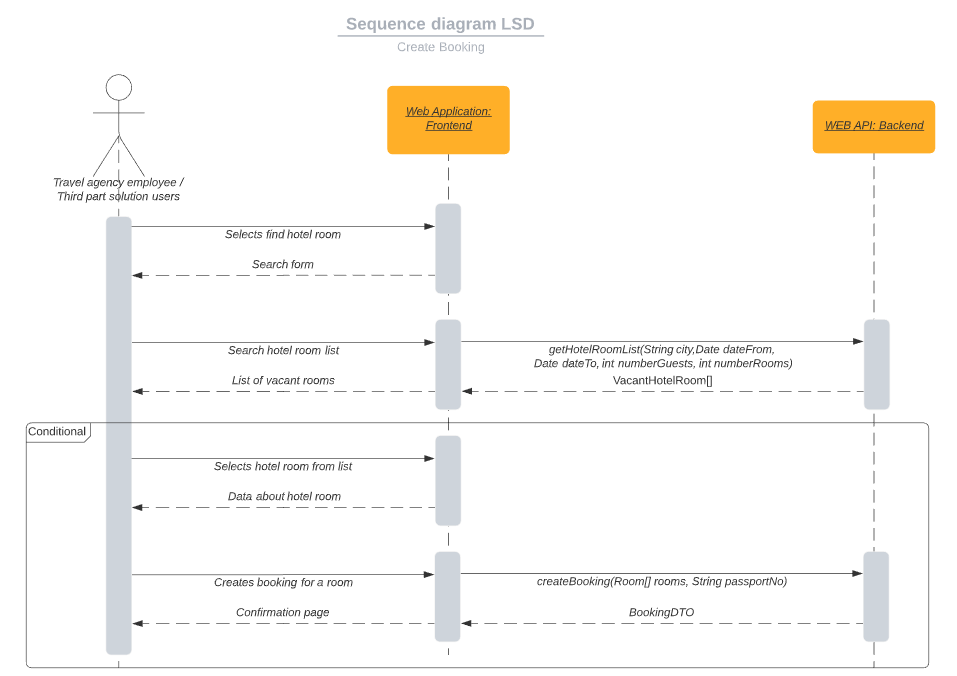 Sequence diagram LSD
Create Booking
Web Application:
Frontend
WEB API: Backend
Travel agency employee /
Third part solution users
Selects find hotel room
Search form
Search hotel room list
getHotelRoomList(String city,Date dateFrom,
Date dateTo, int numberGuests, int numberRooms)
List of vacant rooms
VacantHotelRoom[]
Conditional
Selects hotel room from list
Data about hotel room
Creates booking for a room
createBooking(Room[] rooms, String passportNo)
Confirmation page
BookingDTO